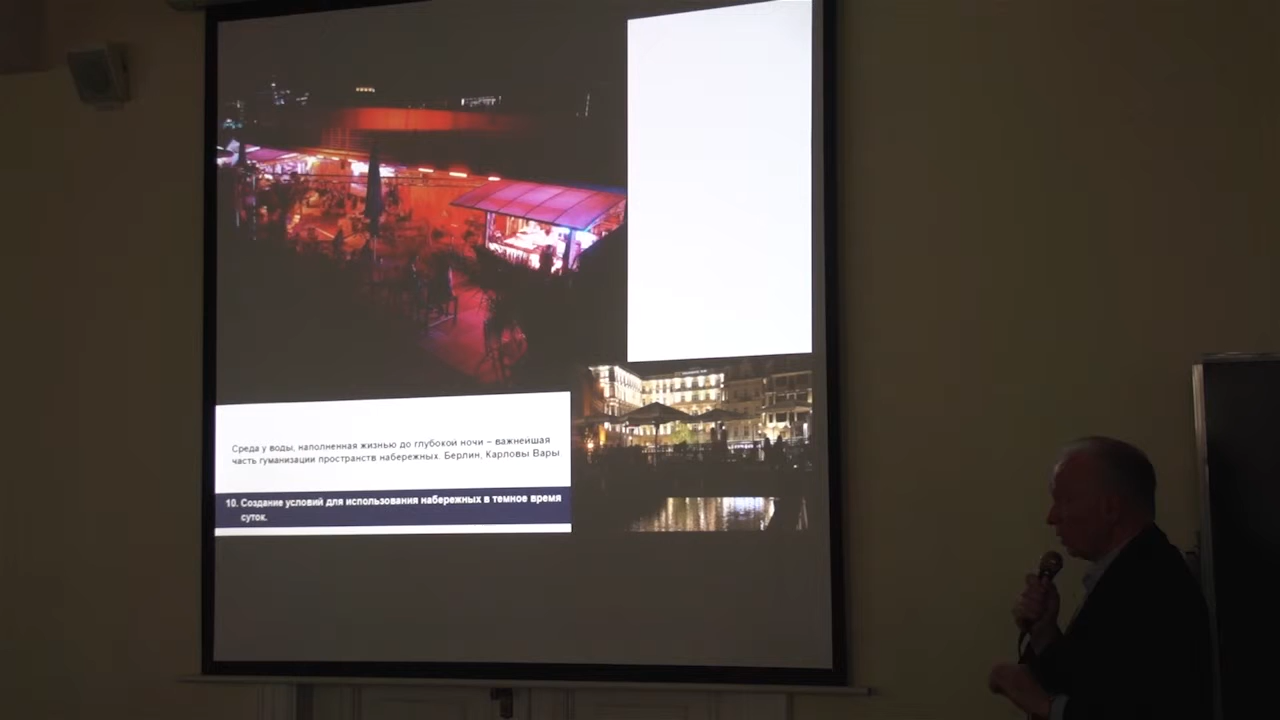 Среда у воды, наполненная жизнью до глубокой ночи – важнейшая
часть гуманизации пространств набережных. Берлин, Карловы Вары
10. Создание условий для использования набережных в темное время
суток.